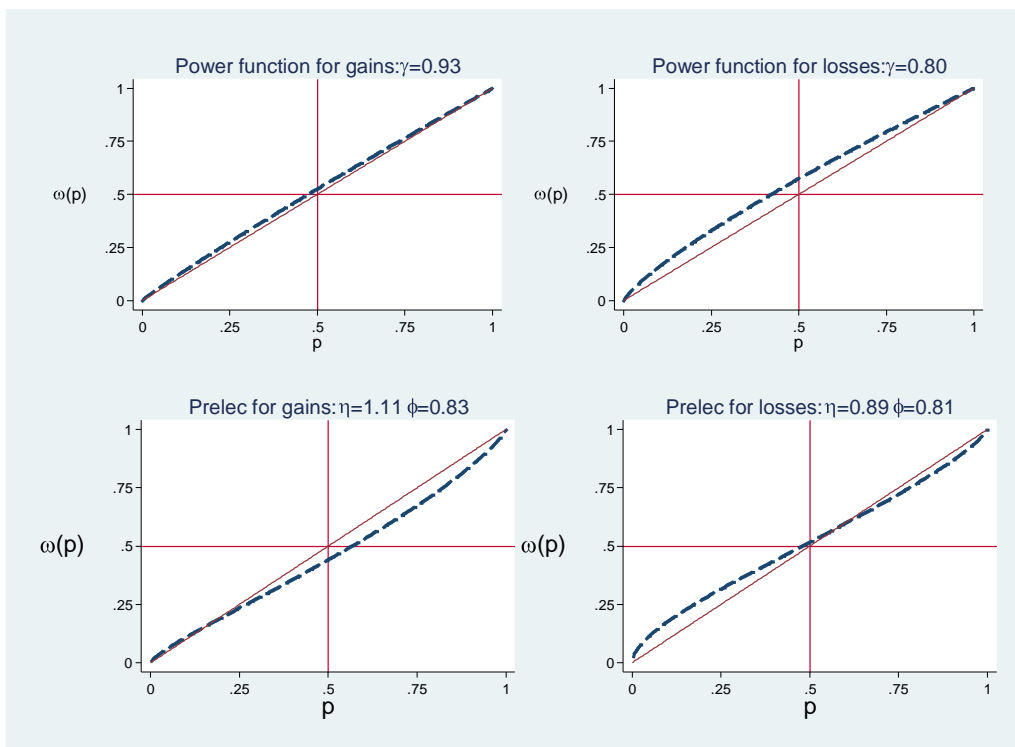 Power function for gains:γ=0.93
1
.75
ω(p)
.5
.25
0
0 .25 .5 .75 1
p
Power function for losses:γ=0.80
1
.75
ω(p)
.5
.25
0
0 .25 .5 .75 1
p
Prelec for gains:η=1.11 ϕ=0.83
1
.75
ω(p)
.5
.25
0
0 .25 .5 .75 1
p
Prelec for losses:η=0.89 ϕ=0.81
1
.75
ω(p)
.5
.25
0
0 .25 .5 .75 1
p